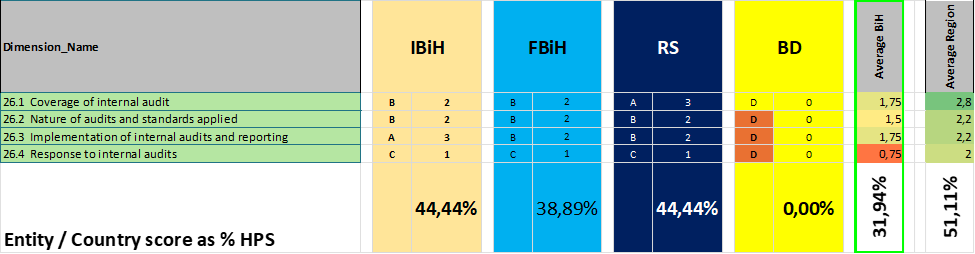 Dimension_Name IBiH FBiH RS BD Average BiH Average Region
26.1 Coverage of internal audit B 2 B 2 A 3 D 0 1,75 2,8
26.2 Nature of audits and standards applied B 2 B 2 B 2 D 0 1,5 2,2
26.3 Implementation of internal audits and reporting A 3 B 2 B 2 D 0 1,75 2,2
26.4 Response to internal audits C 1 C 1 C 1 D 0 0,75 2
Entity / Country score as % HPS 44,44% 38,89% 44,44% 0,00% 31,94% 51,11%